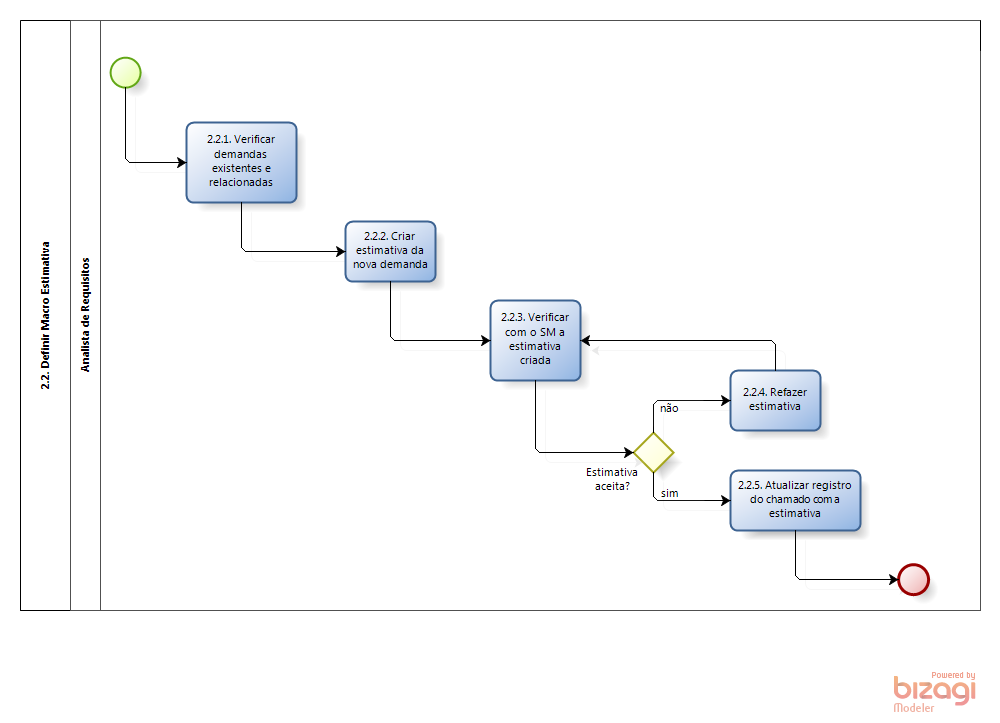 2.2. Definir Macro Estimativa
Analista de Requisitos
2.2.1. Verificar
demandas
existentes e
relacionadas
2.2.2. Criar
estimativa da
nova demanda
2.2.3. Verificar
com o SM a
estimativa
criada
2.2.4. Refazer
estimativa
não
Estimativa
aceita?
sim
2.2.5. Atualizar registro
do chamado com a
estimativa
Powered by
bizagi
Modeler